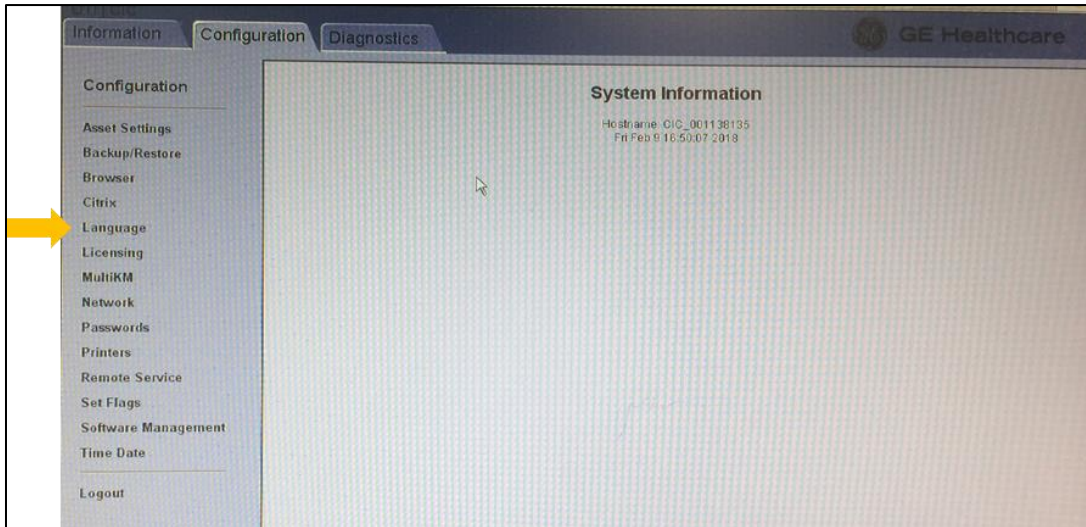 Information Configuration Diagnostics
GE Healthcare
Configuration
Asset Settings
Backup/Restore
Browser
Citrix
Language
Licensing
MultiKM
Network
Passwords
Printers
Remote Service
Set Flags
Software Management
Time Date
Logout
System Information
Hostname: CIC_001138135
Fri Feb 9 16:50:07 2018